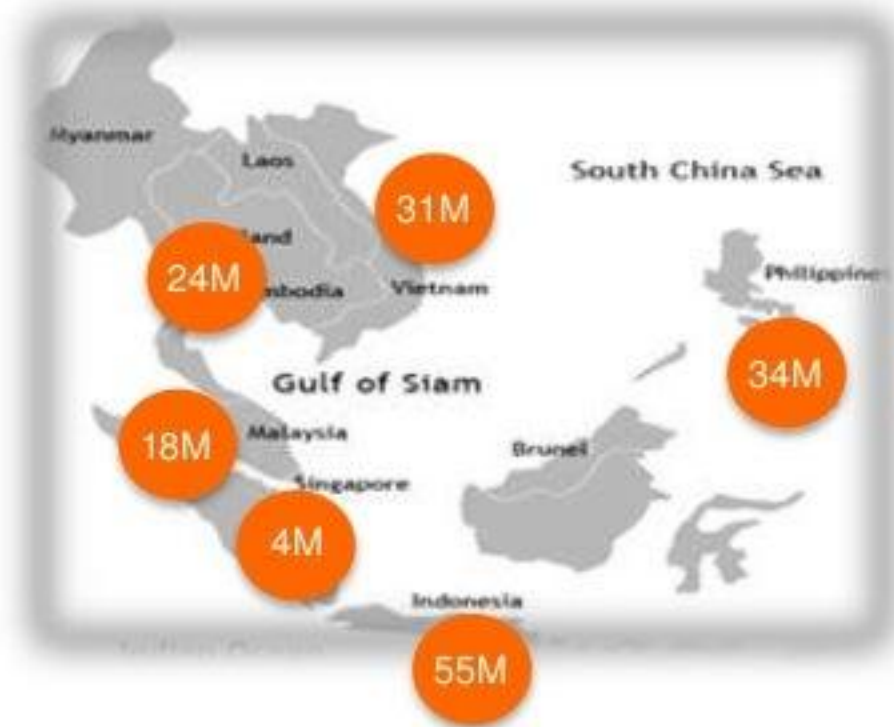 Myanmar
Laos
South China Sea
31M
land
24M
mbodia
Vietnam
Philippine
Gulf of Siam
34M
Malaysia
18M
Brunei
Singapore
4M
Indonesia
55M